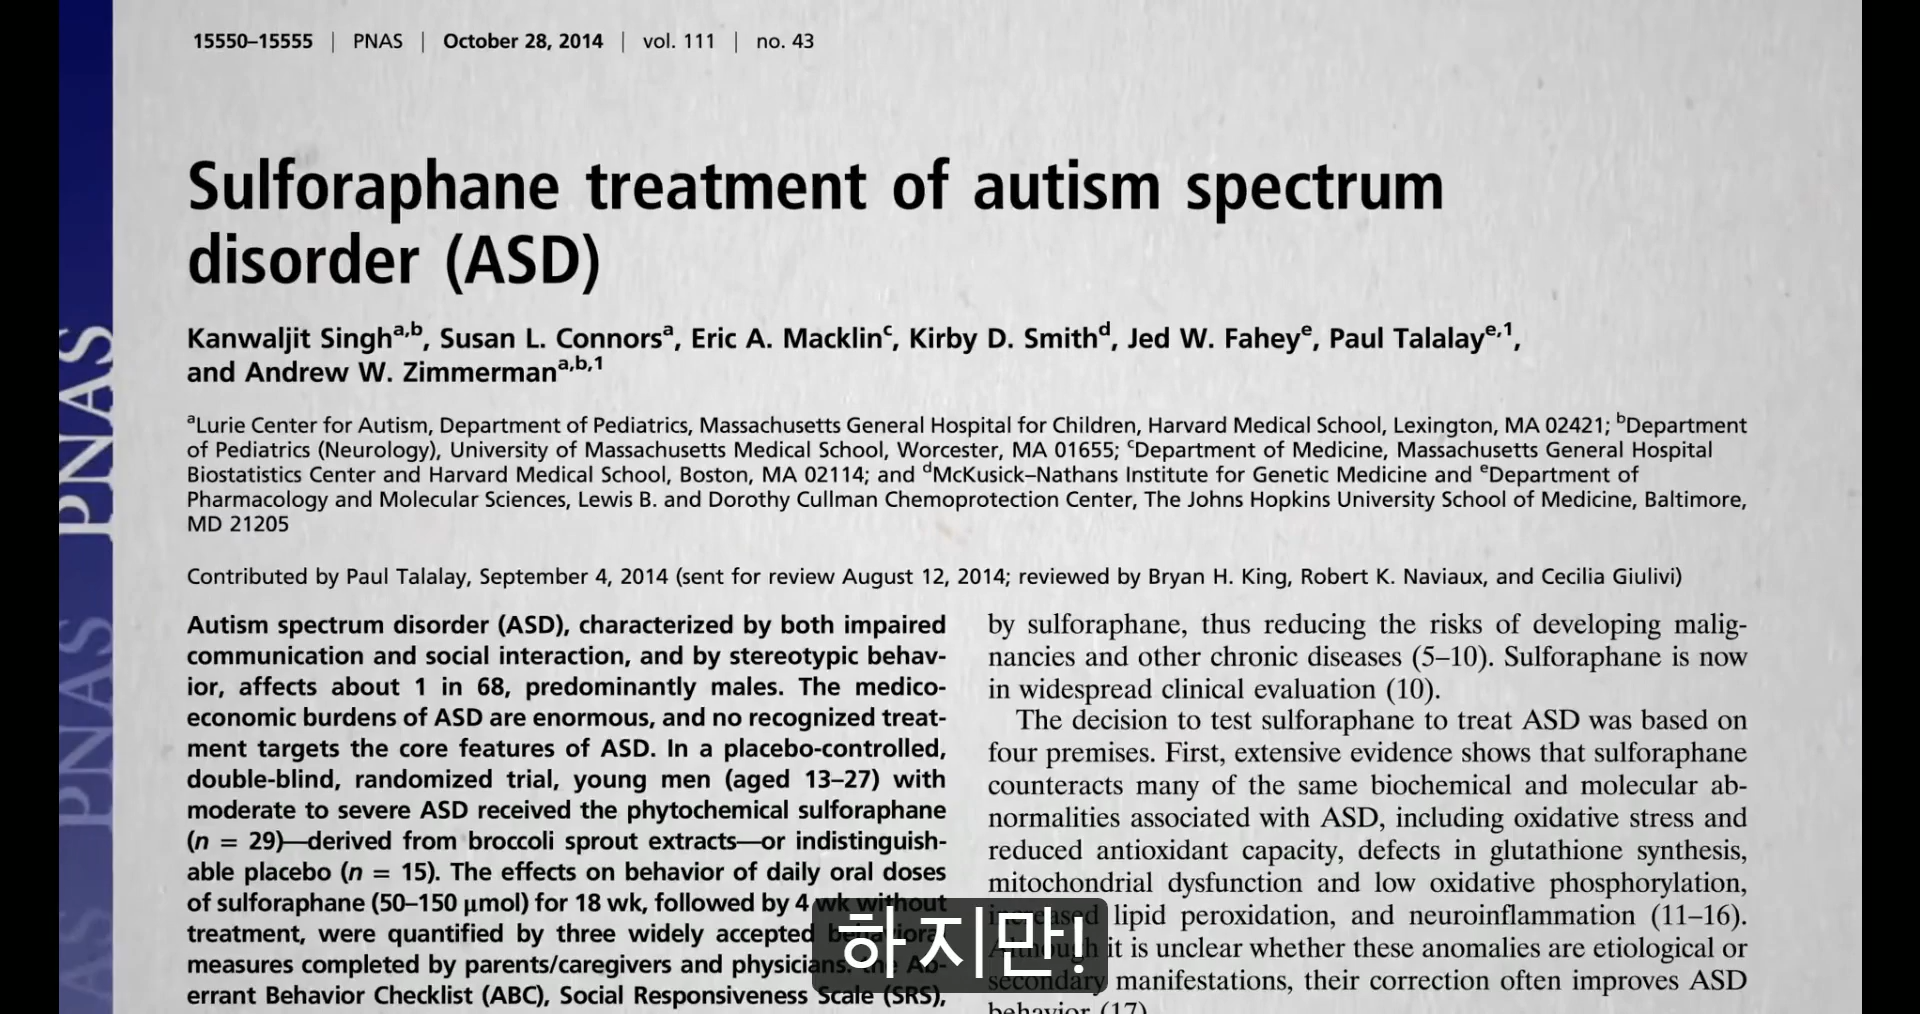 15550–15555 | PNAS | October 28, 2014 | vol. 111 | no. 43
Sulforaphane treatment of autism spectrum
disorder (ASD)
Kanwaljit Singha,b, Susan L. Connorsa, Eric A. Mackleinc, Kirby D. Smithd, Jed W. Faheye, Paul Talalaye,1,
and Andrew W. Zimmermana,b,1
aLurie Center for Autism, Department of Pediatrics, Massachusetts General Hospital for Children, Harvard Medical School, Lexington, MA 02421; bDepartment
of Pediatrics (Neurology), University of Massachusetts Medical School, Worcester, MA 01655; cDepartment of Medicine, Massachusetts General Hospital
Biostatistics Center and Harvard Medical School, Boston, MA 02114; and dMcKusick–Nathans Institute for Genetic Medicine and eDepartment of
Pharmacology and Molecular Sciences, Lewis B. and Dorothy Cullman Chemoprotection Center, The Johns Hopkins University School of Medicine, Baltimore,
MD 21205
Contributed by Paul Talalay, September 4, 2014 (sent for review August 12, 2014; reviewed by Bryan H. King, Robert K. Naviaux, and Cecilia Giulivi)
Autism spectrum disorder (ASD), characterized by both impaired
communication and social interaction, and by stereotypic behav-
ior, affects about 1 in 68, predominantly males. The medico-
economic burdens of ASD are enormous, and no recognized treat-
ment targets the core features of ASD. In a placebo-controlled,
double-blind, randomized trial, young men (aged 13–27) with
moderate to severe ASD received the phytochemical sulforaphane
(n = 29)—derived from broccoli sprout extracts—or indistinguish-
able placebo (n = 15). The effects on behavior of daily oral doses
of sulforaphane (50–150 μmol) for 18 wk, followed by 4 wk without
treatment, were quantified by three widely accepted behavioral
measures completed by parents/caregivers and physicians: the Ab-
errant Behavior Checklist (ABC), Social Responsiveness Scale (SRS),
by sulforaphane, thus reducing the risks of developing malig-
nancies and other chronic diseases (5–10). Sulforaphane is now
in widespread clinical evaluation (10).
The decision to test sulforaphane to treat ASD was based on
four premises. First, extensive evidence shows that sulforaphane
counteracts many of the same biochemical and molecular ab-
normalities associated with ASD, including oxidative stress and
reduced antioxidant capacity, defects in glutathione synthesis,
mitochondrial dysfunction and low oxidative phosphorylation,
increased lipid peroxidation, and neuroinflammation (11–16).
Although it is unclear whether these anomalies are etiological or
secondary manifestations, their correction often improves ASD
behavior (17).
하지만!
PNAS
PNAS
AS